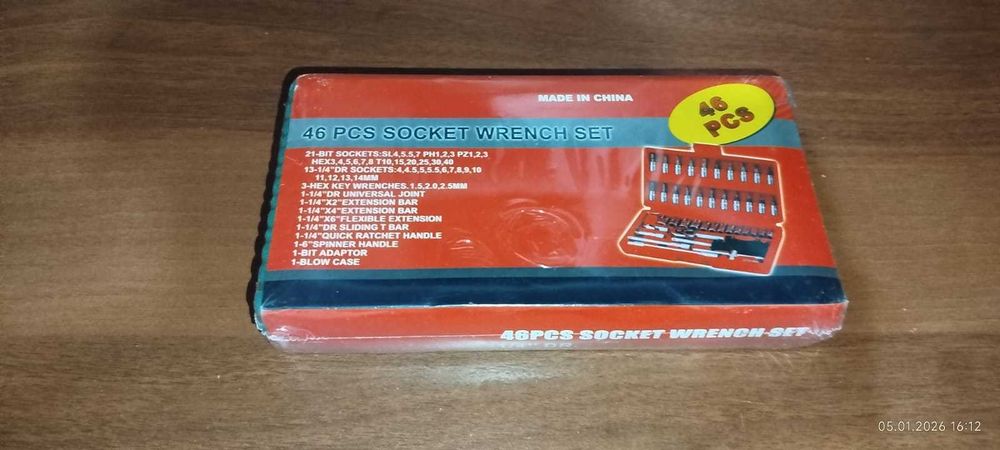 MADE IN CHINA
46
PCS
46 PCS SOCKET WRENCH SET
21-BIT SOCKETS:SL4,5.5,7 PH1,2,3 PZ1,2,3
HEX3,4,5,6,7,8 T10,15,20,25,30,40
13-1/4"DR SOCKETS:4,4.5,5,5.5,6,7,8,9,10
11,12,13,14MM
3-HEX KEY WRENCHES.1.5,2.0,2.5MM
1-1/4"DR UNIVERSAL JOINT
1-1/4"X2"EXTENSION BAR
1-1/4"X4"EXTENSION BAR
1-1/4"X6"FLEXIBLE EXTENSION
1-1/4"DR SLIDING T BAR
1-1/4"QUICK RATCHET HANDLE
1-6"SPINNER HANDLE
1-BIT ADAPTOR
1-BLOW CASE
46PCS SOCKET WRENCH SET
05.01.2026 16:12